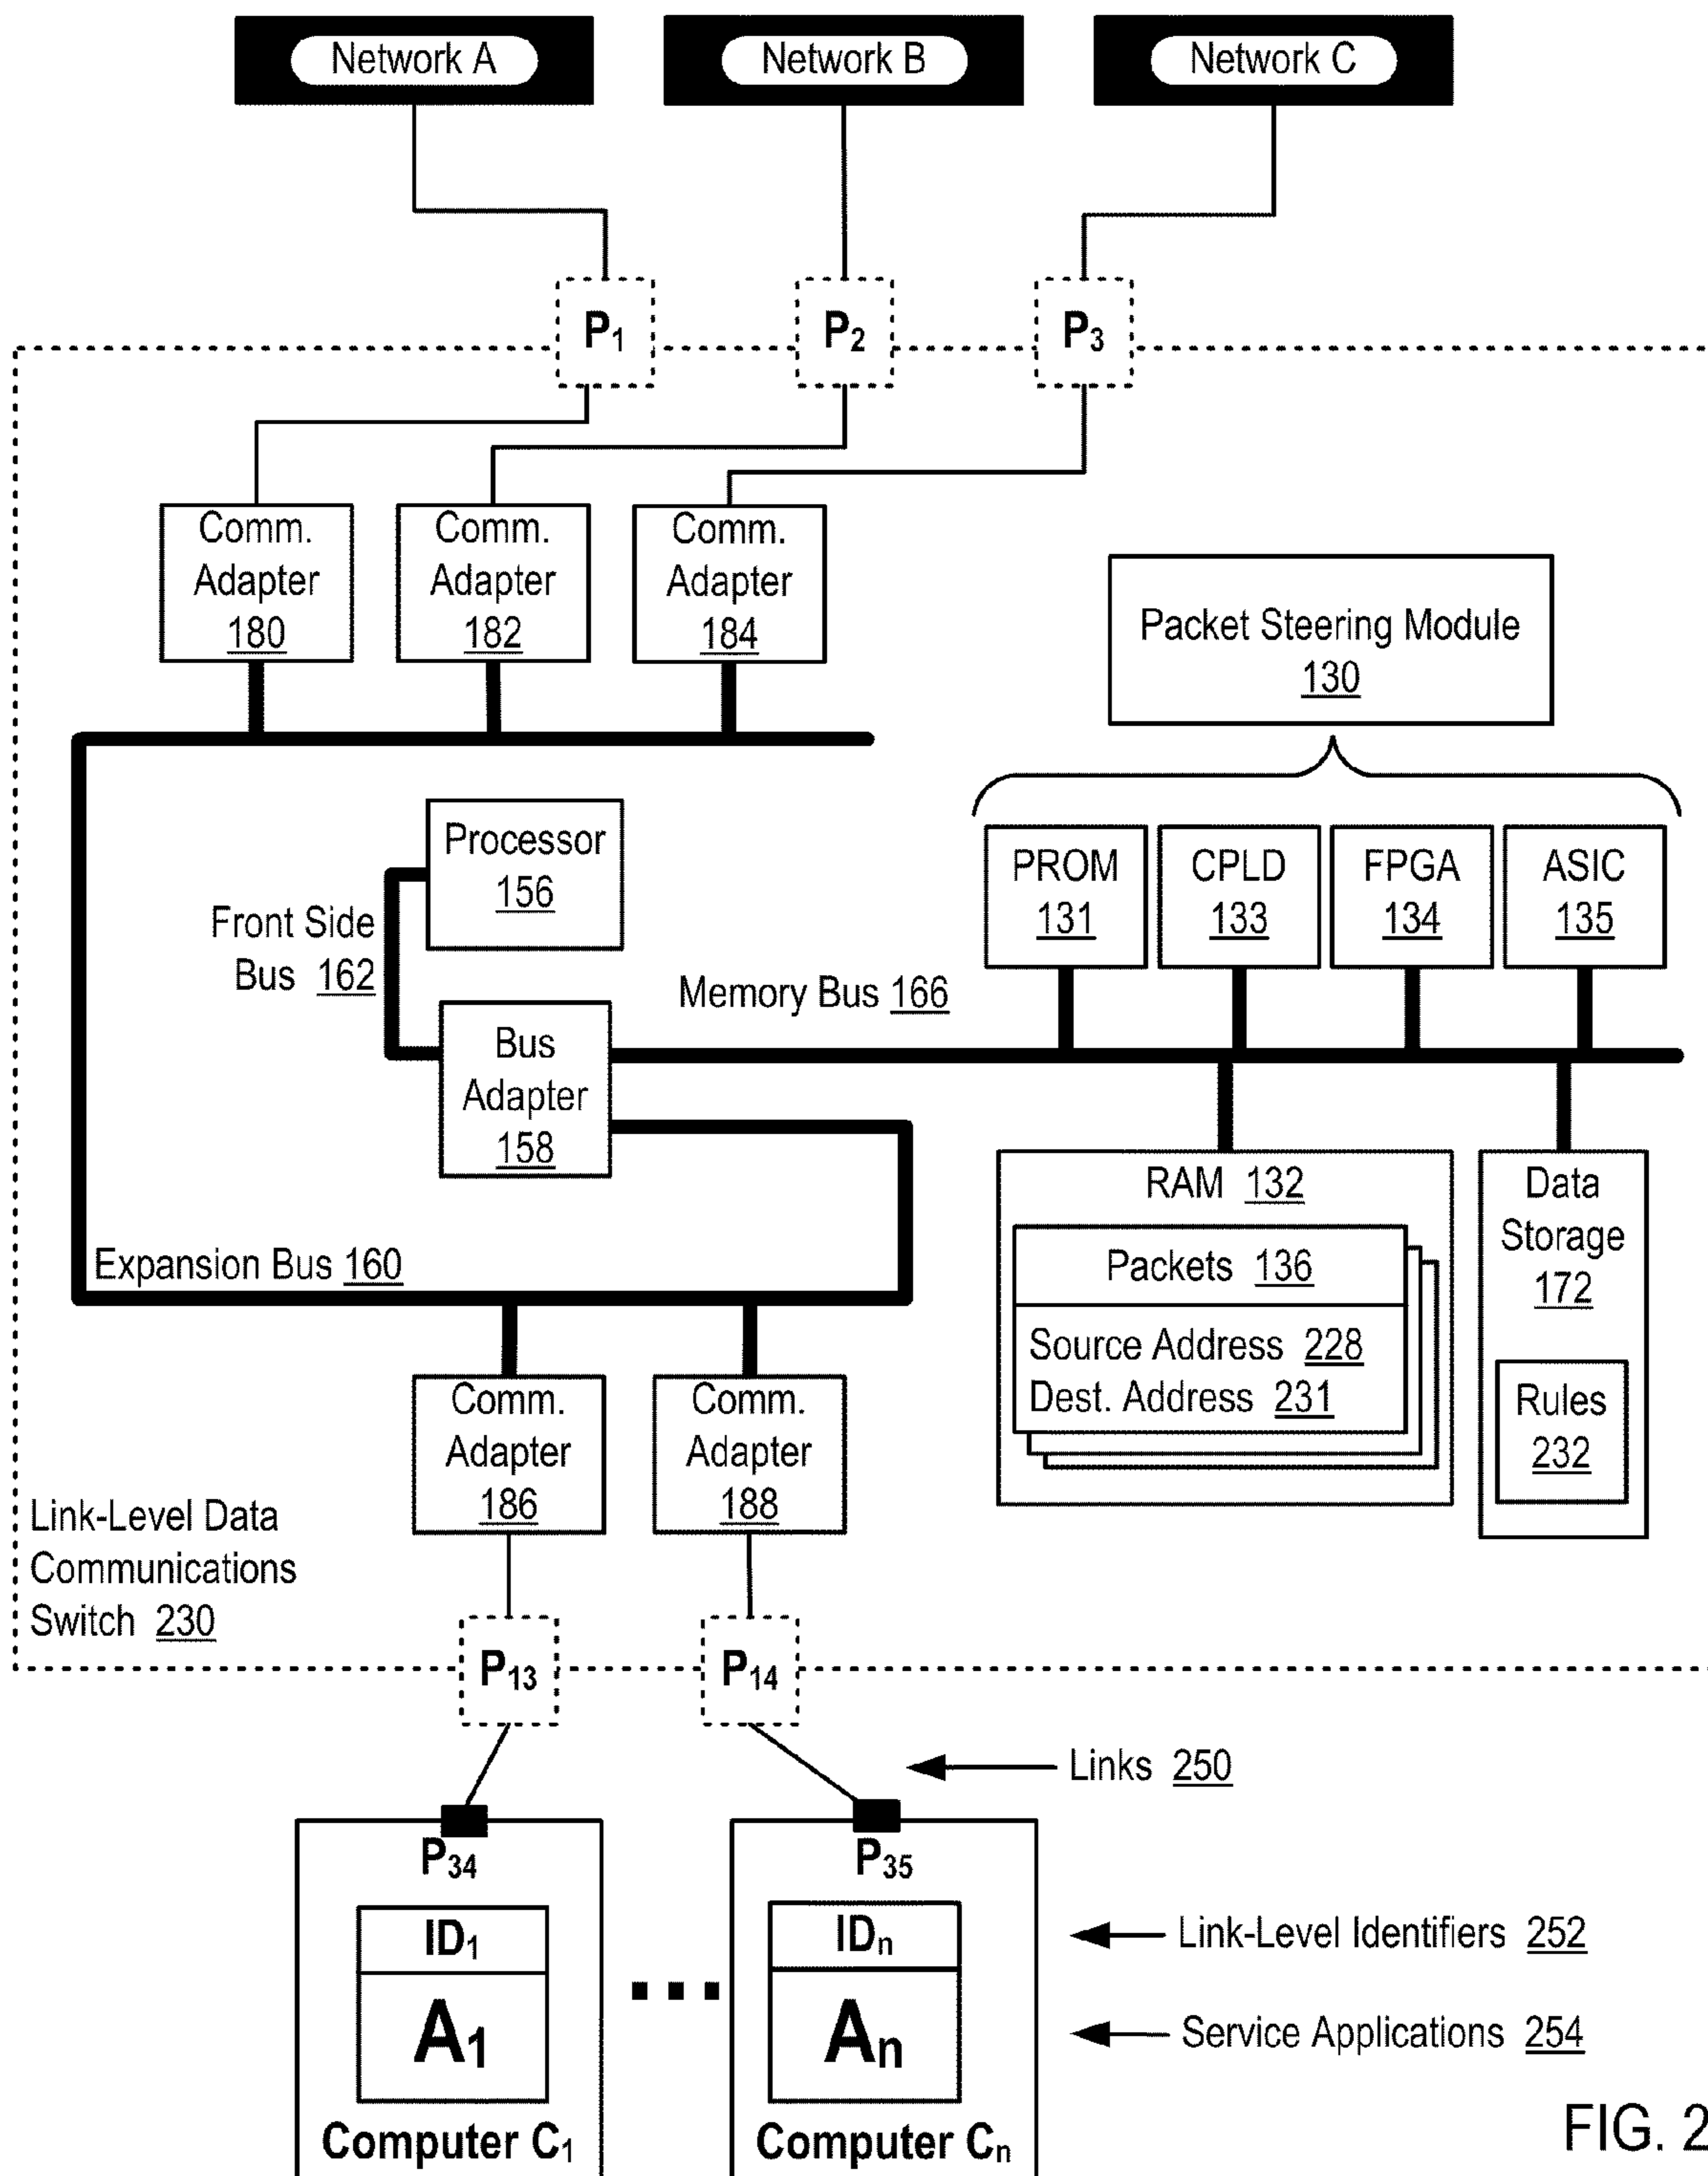 Network A
Network B
Network C
P1
P2
P3
Comm.
Adapter
180
Comm.
Adapter
182
Comm.
Adapter
184
Packet Steering Module
130
Processor
156
PROM
131
CPLD
133
FPGA
134
ASIC
135
Front Side
Bus 162
Memory Bus 166
Bus
Adapter
158
RAM 132
Packets 136
Source Address 228
Dest. Address 231
Data
Storage
172
Rules
232
Expansion Bus 160
Comm.
Adapter
186
Comm.
Adapter
188
Link-Level Data
Communications
Switch 230
P13
P14
Links 250
P34
P35
ID1
IDn
Link-Level Identifiers 252
A1
An
Service Applications 254
Computer C1
Computer Cn
FIG. 2